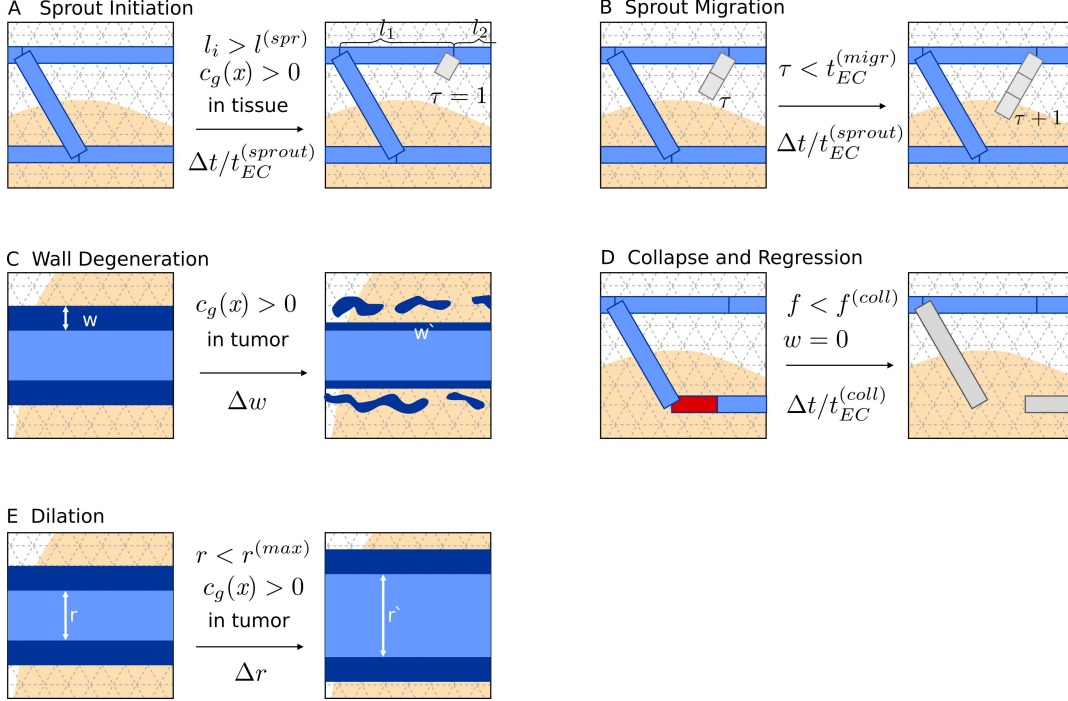 A Sprout Initiation
l_i > l^(spr)
c_g(x) > 0
in tissue
Δt/t_EC^(sprout)
l_1
l_2
τ = 1
B Sprout Migration
τ
τ < t_EC^(migr)
Δt/t_EC^(sprout)
τ + 1
C Wall Degeneration
w
c_g(x) > 0
in tumor
Δw
w`
D Collapse and Regression
f < f^(coll)
w = 0
Δt/t_EC^(coll)
E Dilation
r
r < r^(max)
c_g(x) > 0
in tumor
Δr
r`